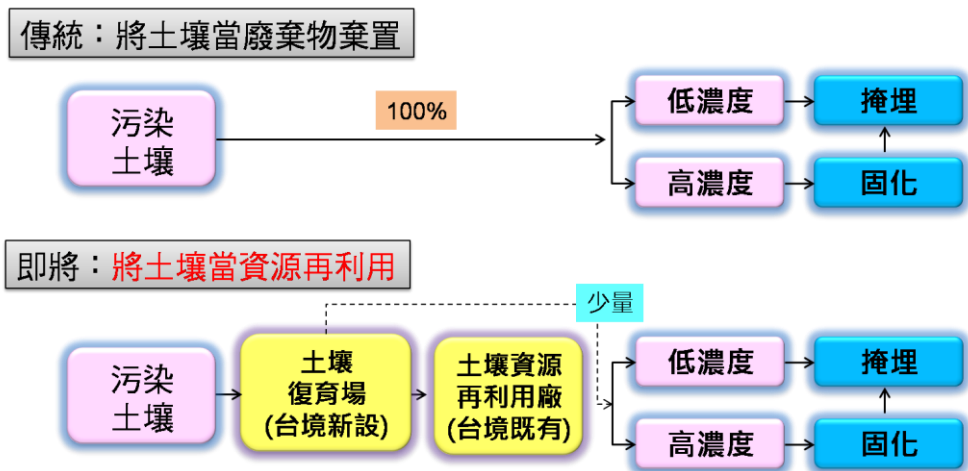 傳統：將土壤當廢棄物棄置
污染
土壤
100%
低濃度
掩埋
高濃度
固化
即將：將土壤當資源再利用
少量
污染
土壤
土壤
復育場
(台境新設)
土壤資源
再利用廠
(台境既有)
低濃度
掩埋
高濃度
固化